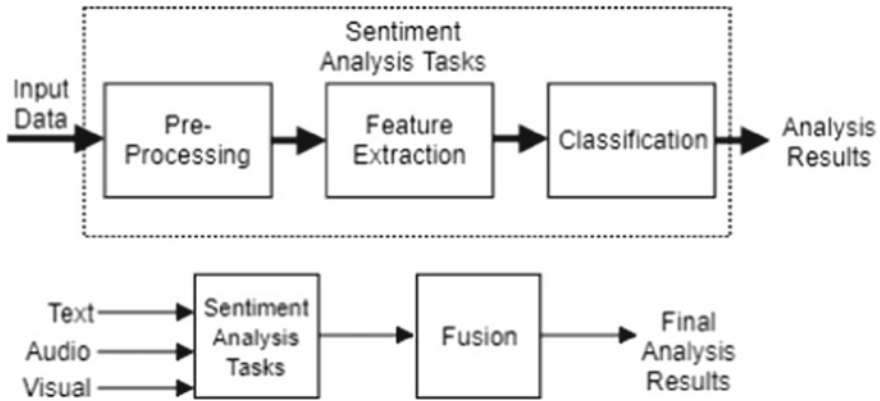 Sentiment
Analysis Tasks
Input
Data
Pre-
Processing
Feature
Extraction
Classification
Analysis
Results
Text
Audio
Visual
Sentiment
Analysis
Tasks
Fusion
Final
Analysis
Results